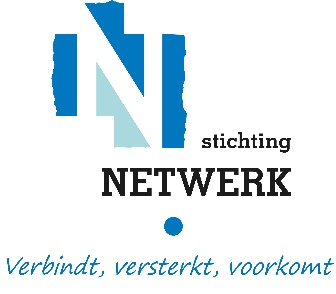 N
stichting
NETWERK
Verbindt, versterkt, voorkomt